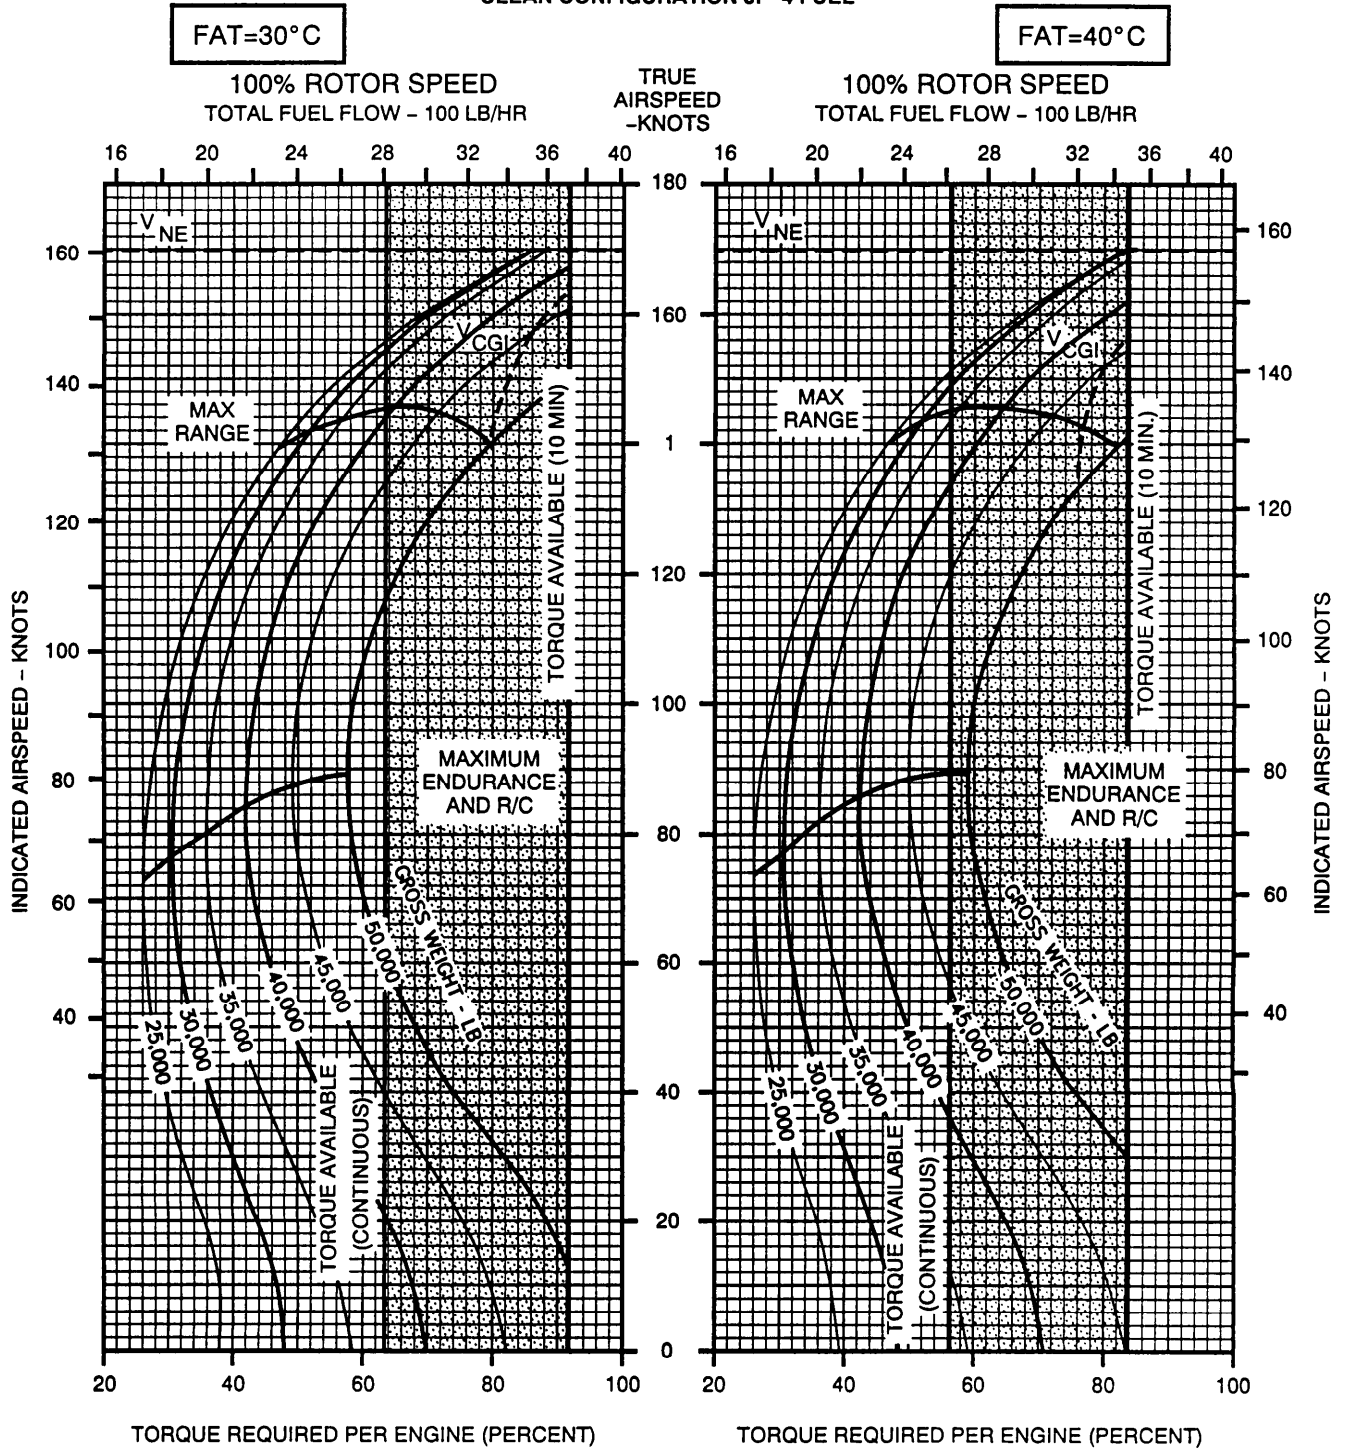 CLEAN CONFIGURATION JP-4 FUEL
FAT=30°C
FAT=40°C
100% ROTOR SPEED
TOTAL FUEL FLOW – 100 LB/HR
TRUE
AIRSPEED
–KNOTS
100% ROTOR SPEED
TOTAL FUEL FLOW – 100 LB/HR
16 20 24 28 32 36 40
16 20 24 28 32 36 40
INDICATED AIRSPEED – KNOTS
160
140
120
100
80
60
40
V NE
V CGI
MAX
RANGE
TORQUE AVAILABLE (10 MIN)
MAXIMUM
ENDURANCE
AND R/C
GROSS WEIGHT – LB
25,000
30,000
35,000
40,000
45,000
50,000
TORQUE AVAILABLE
(CONTINUOUS)
20 40 60 80 100
TORQUE REQUIRED PER ENGINE (PERCENT)
180
160
1
120
100
80
60
40
20
0
V NE
V CGI
MAX
RANGE
TORQUE AVAILABLE (10 MIN.)
MAXIMUM
ENDURANCE
AND R/C
GROSS WEIGHT – LB
25,000
30,000
35,000
40,000
45,000
50,000
TORQUE AVAILABLE
(CONTINUOUS)
160
140
120
100
80
60
40
INDICATED AIRSPEED – KNOTS
20 40 60 80 100
TORQUE REQUIRED PER ENGINE (PERCENT)